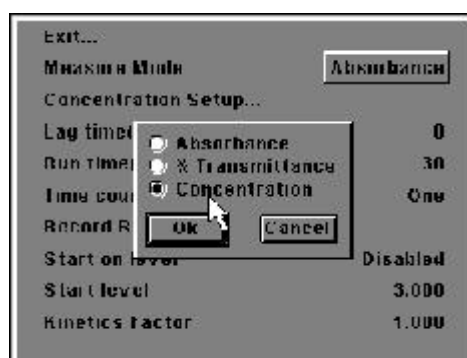 Exit...
Measure Mode Absorbance
Concentration Setup...
Lag time 0
Absorbance
Run time 30
% Transmittance
Time cou One
Concentration
Record R
Ok Cancel
Start on level Disabled
Start level 3.000
Kinetics Factor 1.000